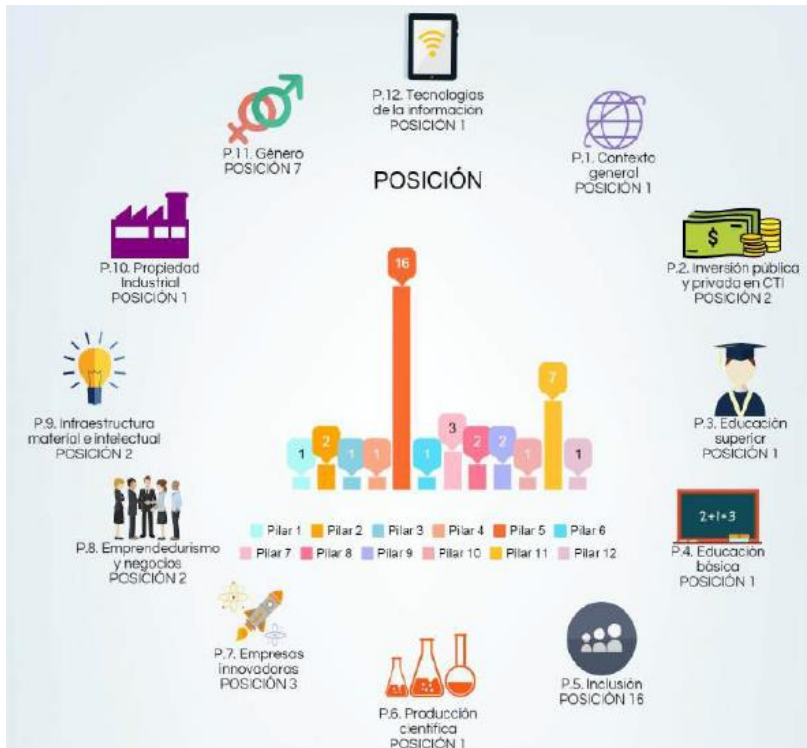 P.12. Tecnologías
de la información
POSICIÓN 1
P.11. Género
POSICIÓN 7
P.1. Contexto
general
POSICIÓN 1
POSICIÓN
P.10. Propiedad
Industrial
POSICIÓN 1
$
P.2. Inversión pública
y privada en CTI
POSICIÓN 2
P.9. Infraestructura
material e intelectual
POSICIÓN 2
P.3. Educación
superior
POSICIÓN 1
1 2 1 1 16 1 3 2 2 1 7 1
Pilar 1 Pilar 2 Pilar 3 Pilar 4 Pilar 5 Pilar 6
Pilar 7 Pilar 8 Pilar 9 Pilar 10 Pilar 11 Pilar 12
P.8. Emprendedurismo
y negocios
POSICIÓN 2
2+1=3
P.4. Educación
básica
POSICIÓN 1
P.7. Empresas
innovadoras
POSICIÓN 3
P.5. Inclusión
POSICIÓN 16
P.6. Producción
científica
POSICIÓN 1